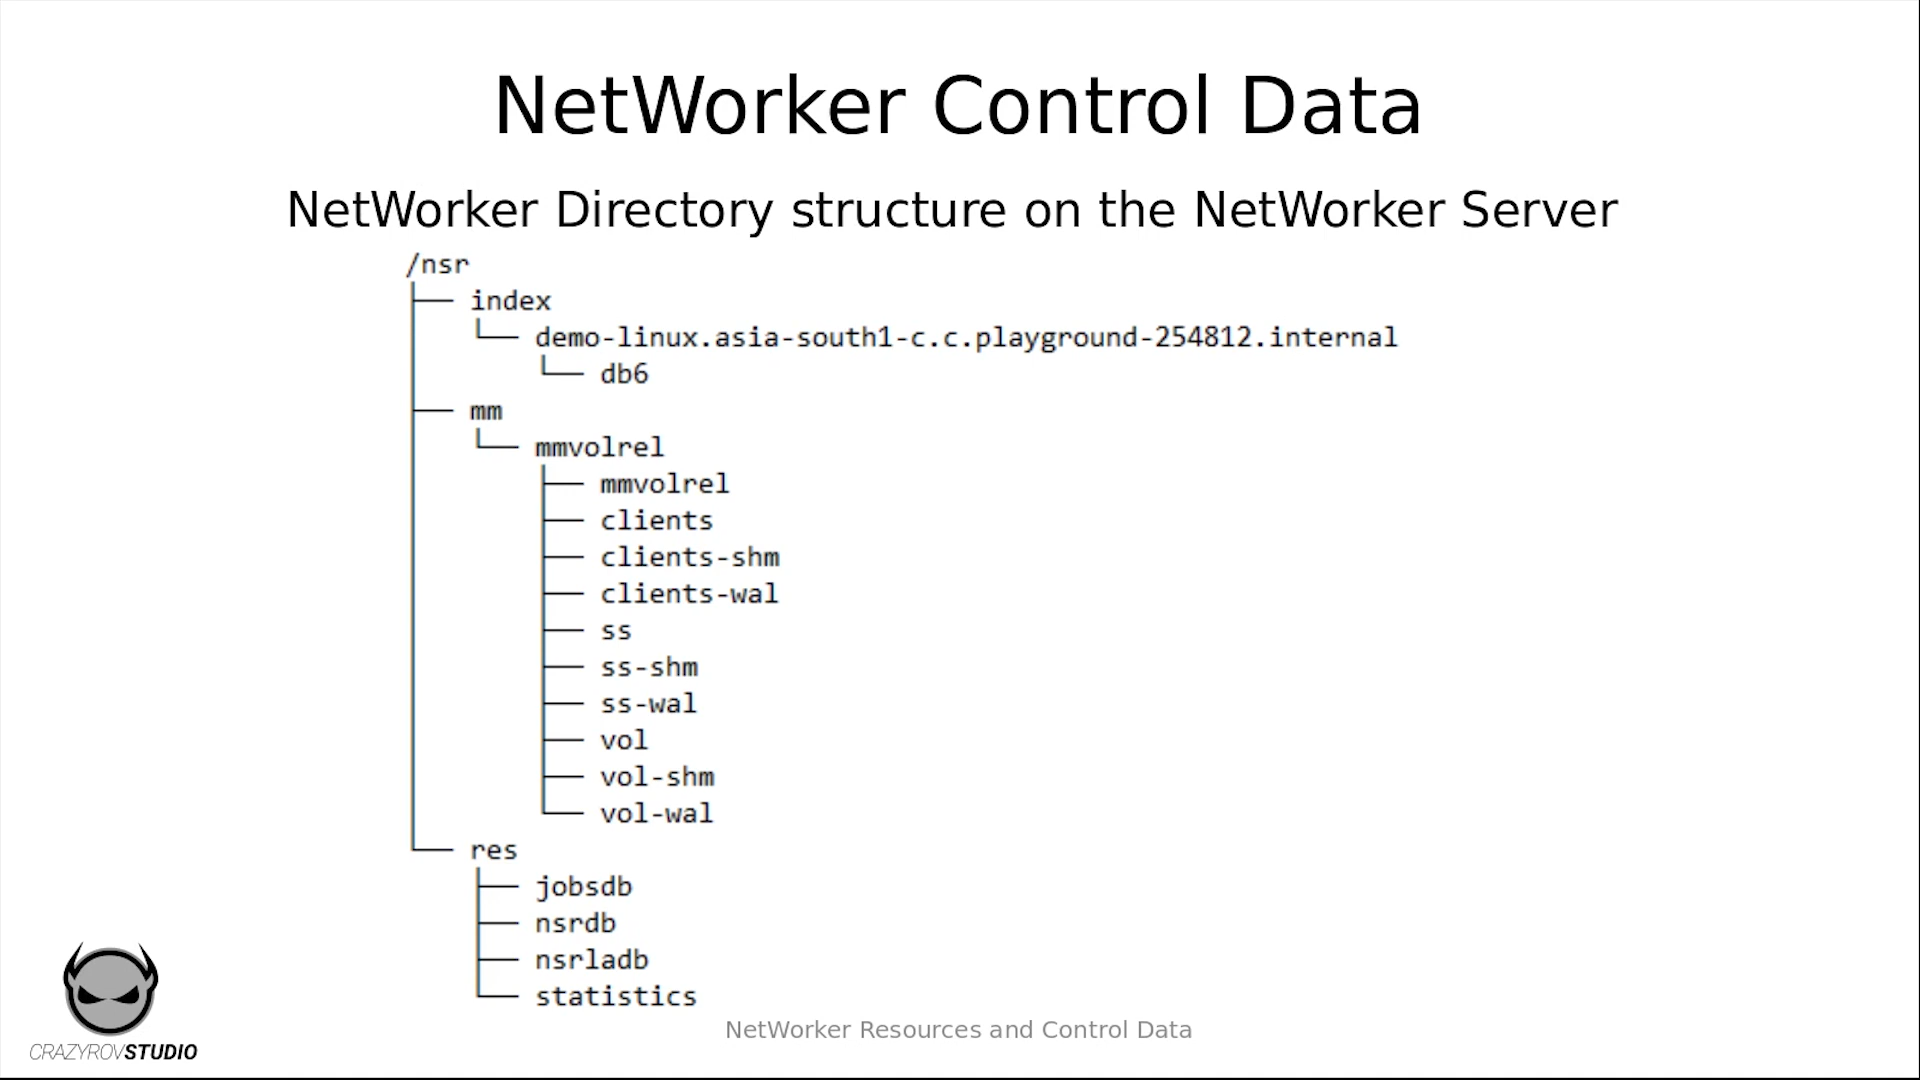 NetWorker Control Data
NetWorker Directory structure on the NetWorker Server
/nsr
index
demo-linux.asia-south1-c.c.playground-254812.internal
db6
mm
mmvolrel
mmvolrel
clients
clients-shm
clients-wal
ss
ss-shm
ss-wal
vol
vol-shm
vol-wal
res
jobsdb
nsrdb
nsrladb
statistics
NetWorker Resources and Control Data
CRAZYROVSTUDIO